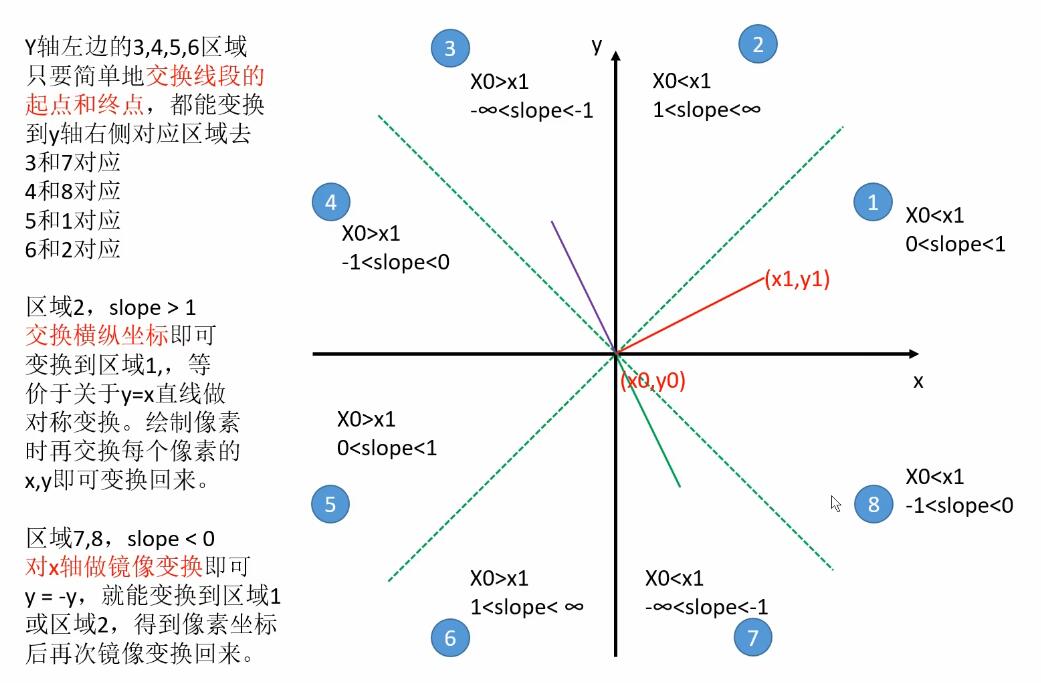 Y轴左边的3,4,5,6区域
只要简单地交换线段的
起点和终点，都能变换
到y轴右侧对应区域去
3和7对应
4和8对应
5和1对应
6和2对应
区域2，slope > 1
交换横纵坐标即可
变换到区域1,，等
价于关于y=x直线做
对称变换。绘制像素
时再交换每个像素的
x,y即可变换回来。
区域7,8，slope < 0
对x轴做镜像变换即可
y = -y，就能变换到区域1
或区域2，得到像素坐标
后再次镜像变换回来。
3
X0>x1
-∞<slope<-1
y
2
X0<x1
1<slope<∞
4
X0>x1
-1<slope<0
1
X0<x1
0<slope<1
(x1,y1)
(x0,y0)
x
X0>x1
0<slope<1
5
X0<x1
-1<slope<0
8
X0>x1
1<slope< ∞
6
X0<x1
-∞<slope<-1
7